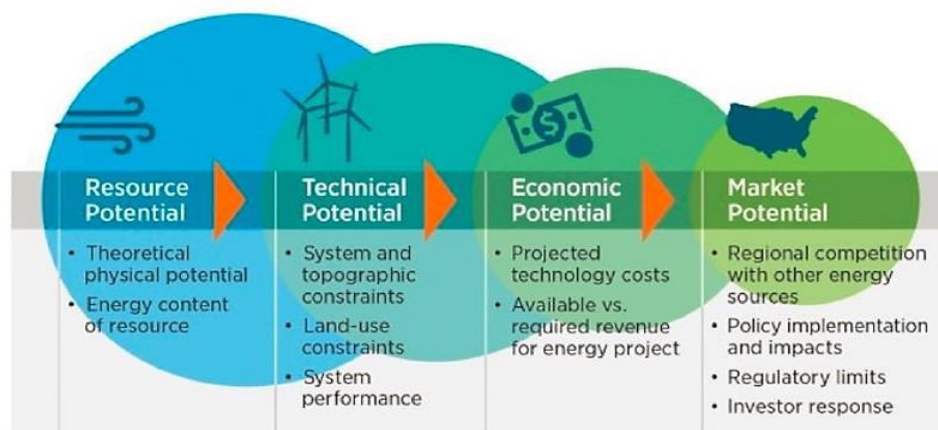 Resource
Potential
• Theoretical
physical potential
• Energy content
of resource
Technical
Potential
• System and
topographic
constraints
• Land-use
constraints
• System
performance
Economic
Potential
• Projected
technology costs
• Available vs.
required revenue
for energy project
Market
Potential
• Regional competition
with other energy
sources
• Policy implementation
and impacts
• Regulatory limits
• Investor response
$